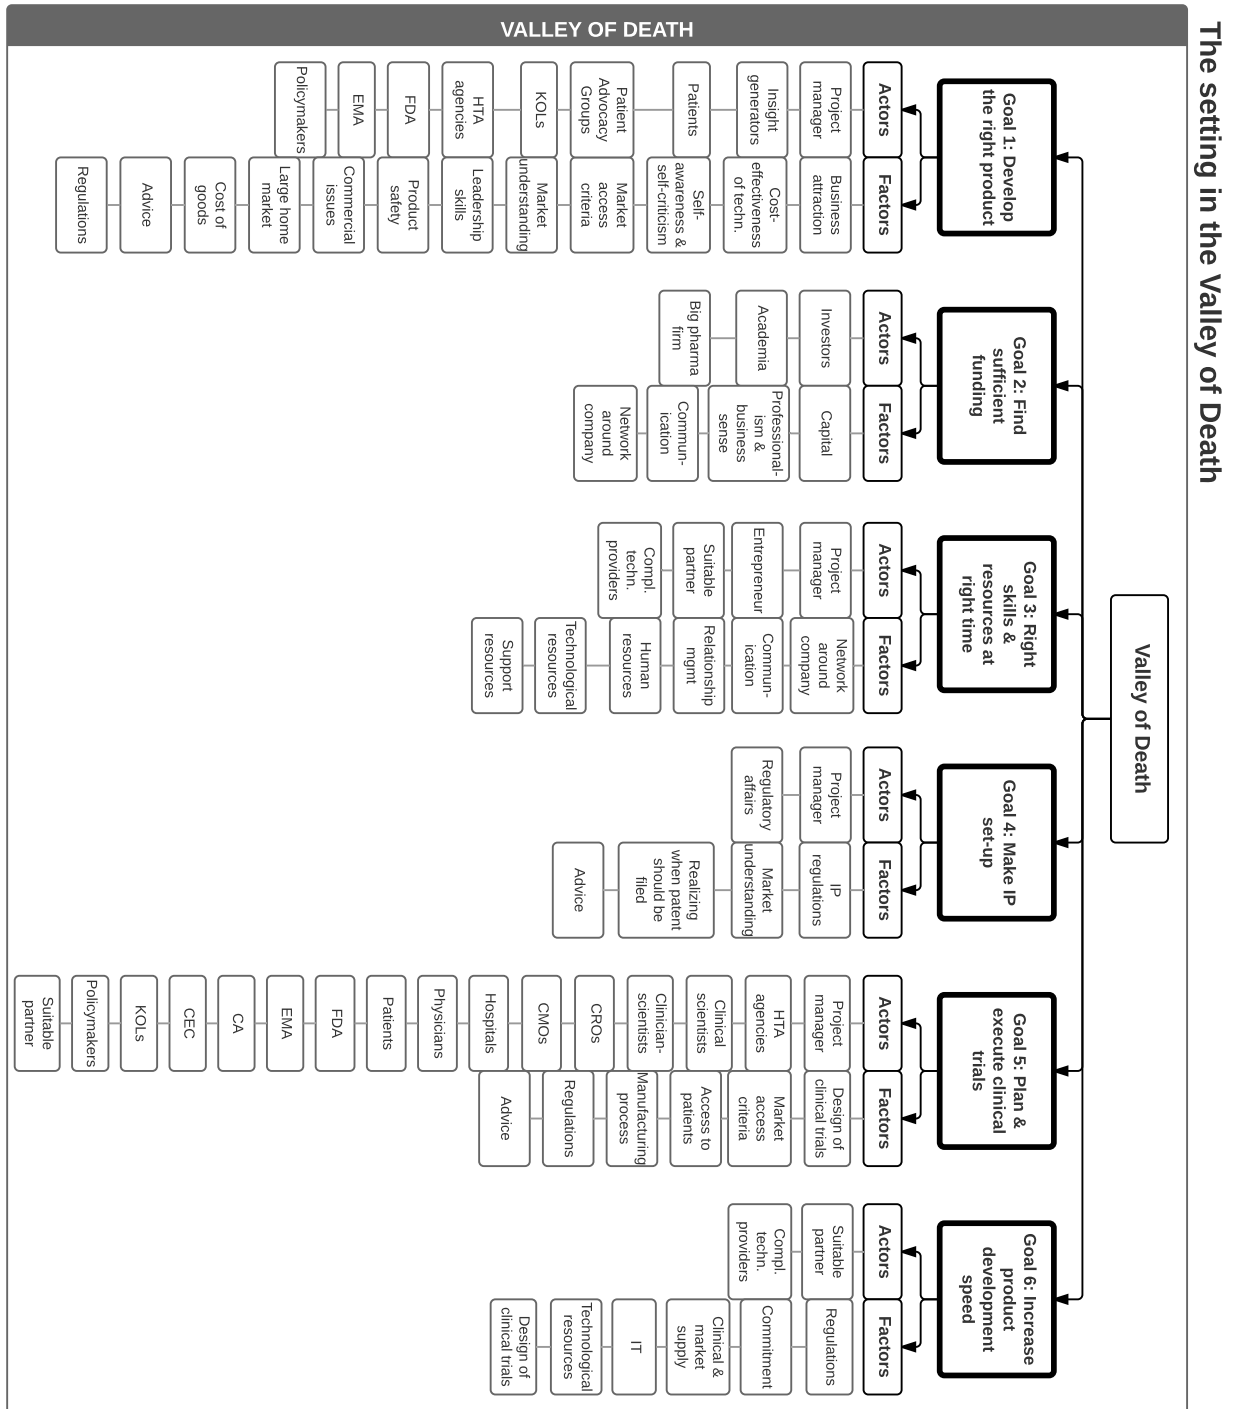 The setting in the Valley of Death
VALLEY OF DEATH
Valley of Death
Goal 1: Develop
the right product
Actors
Project
manager
Insight
generators
Patients
Patient
Advocacy
Groups
KOLs
HTA
agencies
FDA
EMA
Policymakers
Factors
Business
attraction
Cost-
effectiveness
of techn.
Self-
awareness &
self-criticism
Market
access
criteria
Market
understanding
Leadership
skills
Product
safety
Commercial
issues
Large home
market
Cost of
goods
Advice
Regulations
Goal 2: Find
sufficient
funding
Actors
Investors
Academia
Big pharma
firm
Factors
Capital
Professional-
ism &
business
sense
Commun-
ication
Network
around
company
Goal 3: Right
skills &
resources at
right time
Actors
Project
manager
Entrepreneur
Suitable
partner
Compl.
techn.
providers
Factors
Network
around
company
Commun-
ication
Relationship
mgmt
Human
resources
Technological
resources
Support
resources
Goal 4: Make IP
set-up
Actors
Project
manager
Regulatory
affairs
Factors
IP
regulations
Market
understanding
Realizing
when patent
should be
filed
Advice
Goal 5: Plan &
execute clinical
trials
Actors
Project
manager
HTA
agencies
Clinical
scientists
Clinician-
scientists
CROs
CMOs
Hospitals
Physicians
Patients
FDA
EMA
CA
CEC
KOLs
Policymakers
Suitable
partner
Factors
Design of
clinical trials
Market
access
criteria
Access to
patients
Manufacturing
process
Regulations
Advice
Goal 6: Increase
product
development
speed
Actors
Suitable
partner
Compl.
techn.
providers
Factors
Regulations
Commitment
Clinical &
market
supply
IT
Technological
resources
Design of
clinical trials